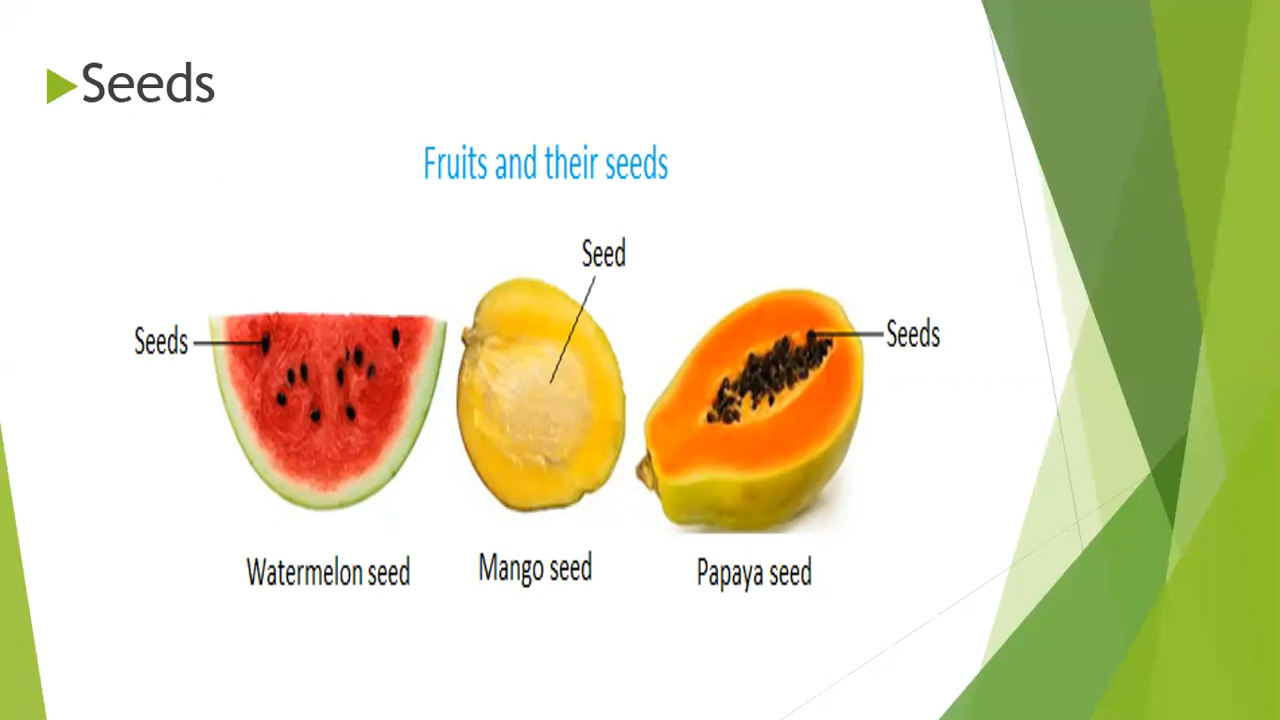 Seeds
Fruits and their seeds
Seed
Seeds
Seeds
Watermelon seed
Mango seed
Papaya seed